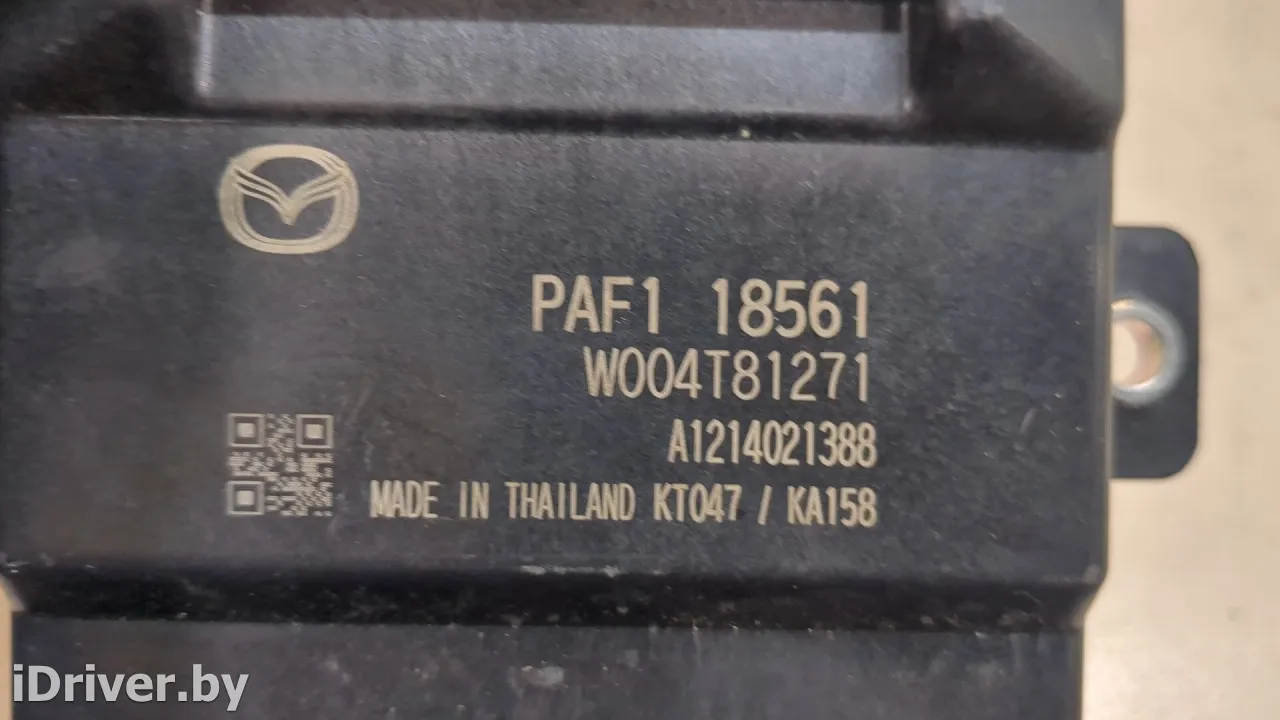 PAF1 18561
W004T81271
A1214021388
MADE IN THAILAND KT047 / KA158
iDriver.by